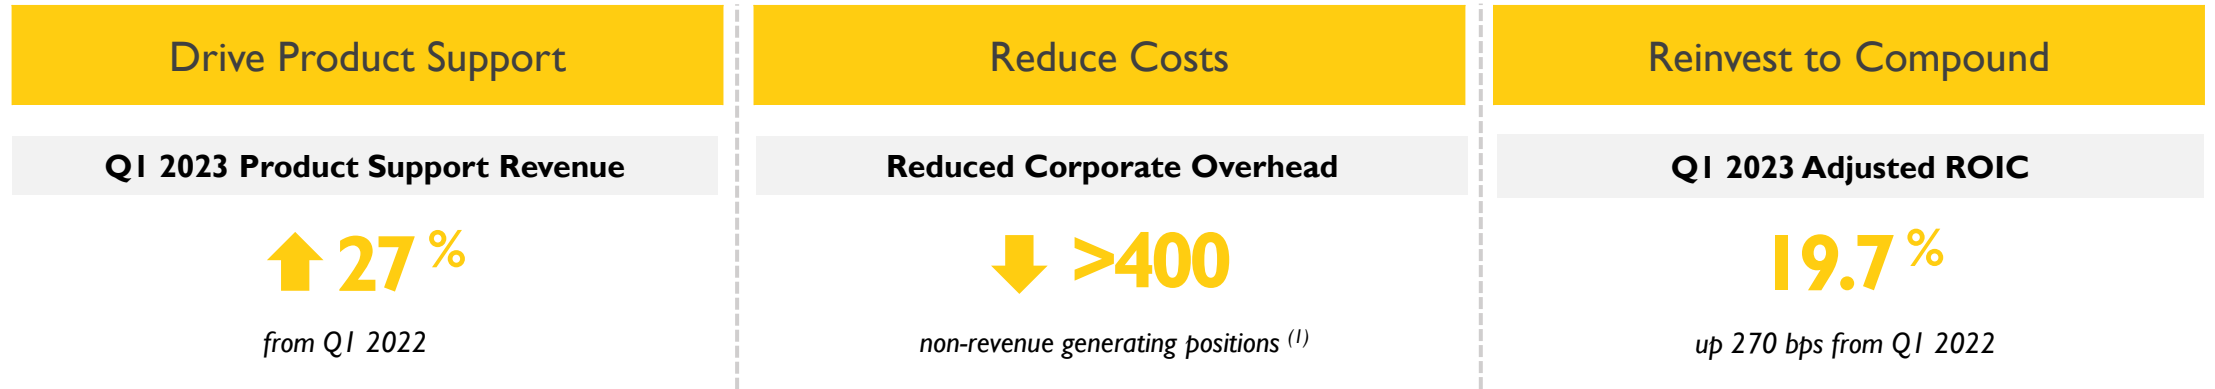 Drive Product Support
Q1 2023 Product Support Revenue
27 %
from Q1 2022
Reduce Costs
Reduced Corporate Overhead
>400
non-revenue generating positions (1)
Reinvest to Compound
Q1 2023 Adjusted ROIC
19.7 %
up 270 bps from Q1 2022